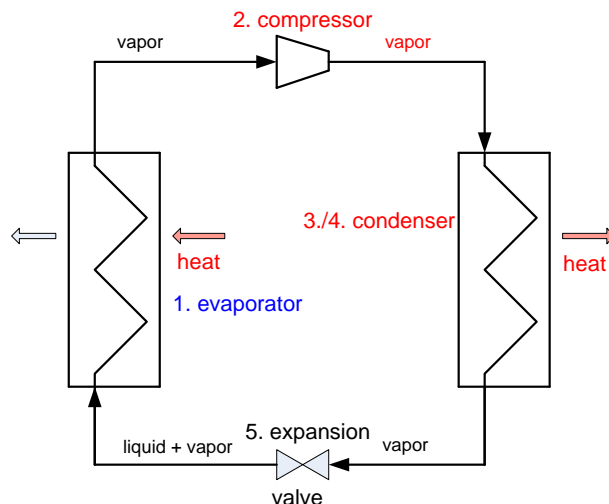 2. compressor
vapor
vapor
3./4. condenser
heat
heat
1. evaporator
5. expansion
liquid + vapor
vapor
valve